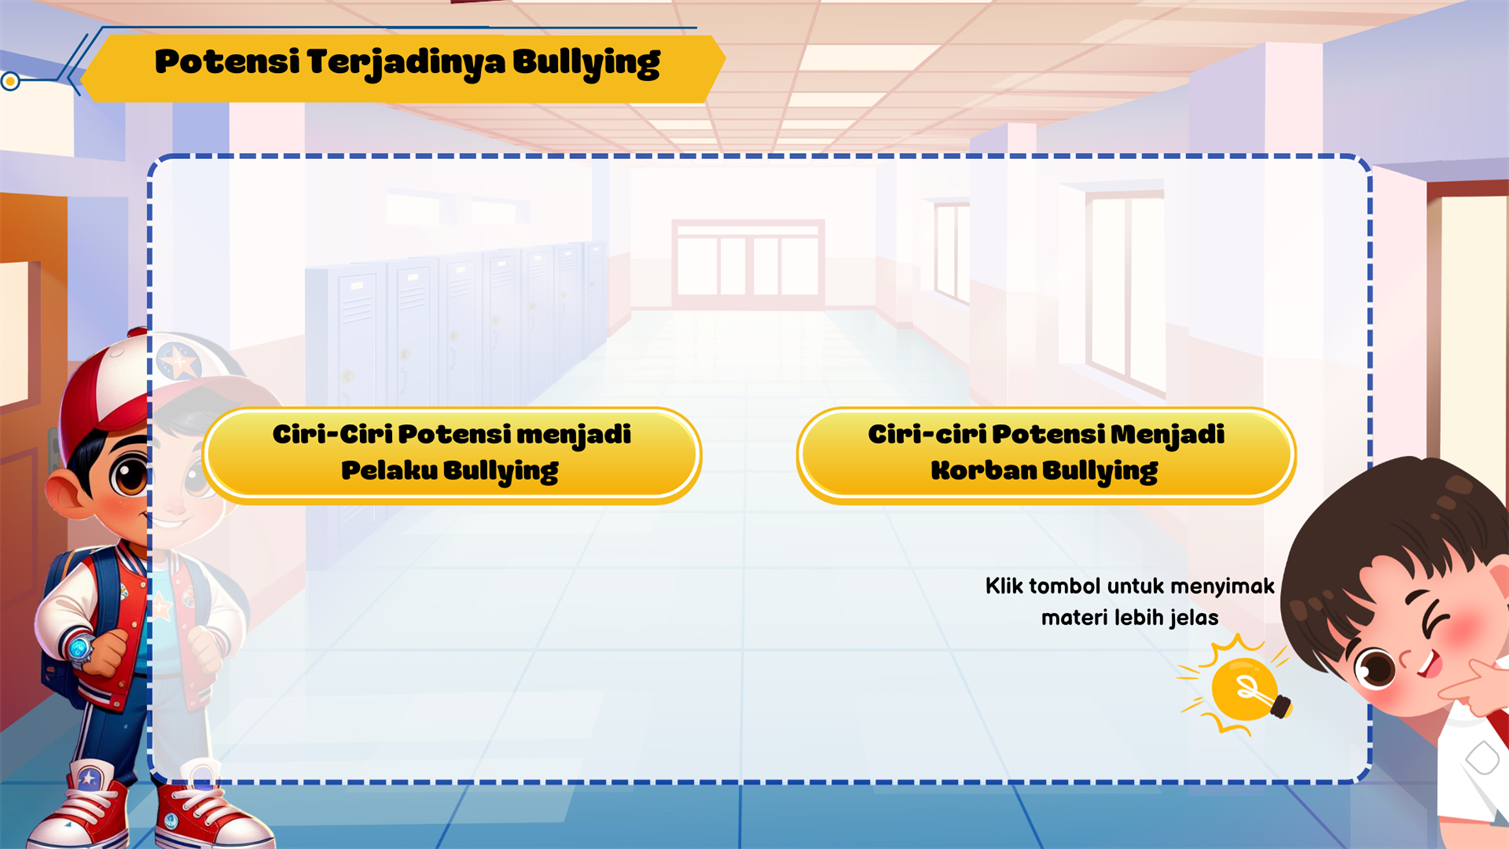 Potensi Terjadinya Bullying
Ciri-Ciri Potensi menjadi
Pelaku Bullying
Ciri-ciri Potensi Menjadi
Korban Bullying
Klik tombol untuk menyimak
materi lebih jelas